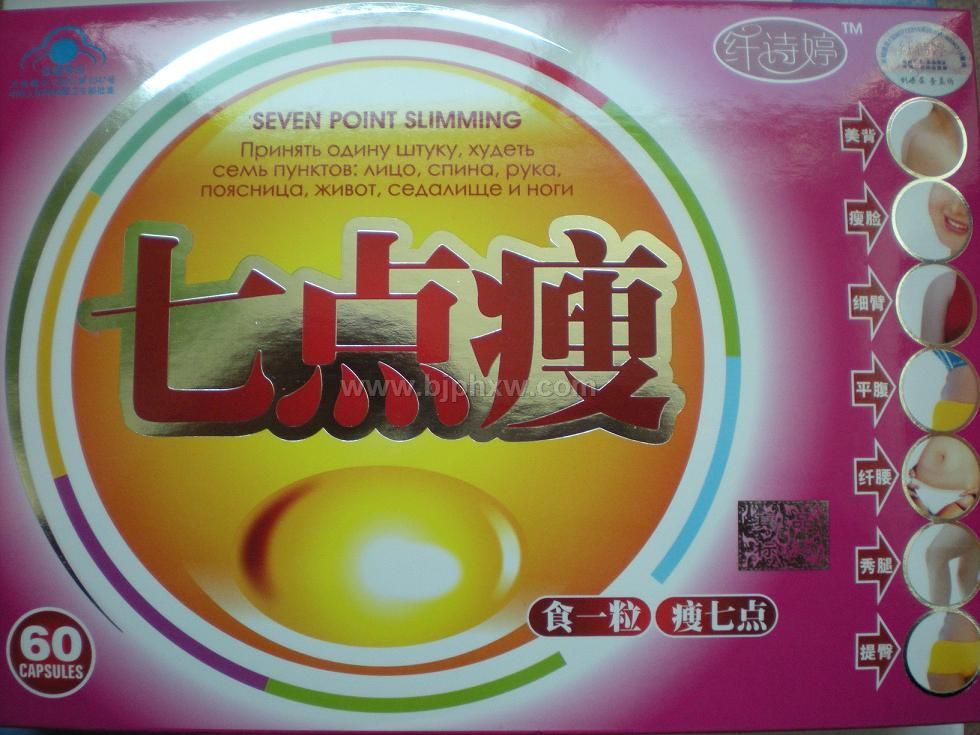 纤诗婷 TM
SEVEN POINT SLIMMING
Принять одину штуку, худеть
семь пунктов: лицо, спина, рука,
поясница, живот, седалище и ноги
七点瘦
www.bjphxw.com
美背
瘦脸
细臂
平腹
纤腰
秀腿
提臀
食一粒 瘦七点
60
CAPSULES